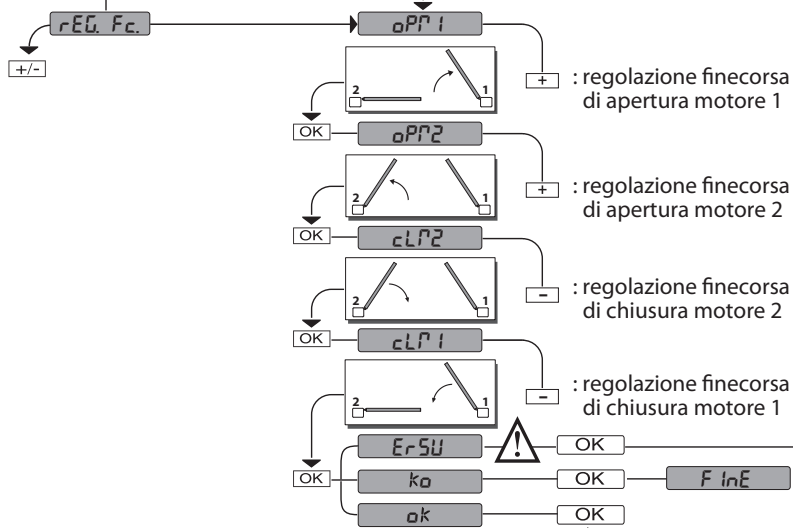 rEG. Fc.
oPM1
+/-
2 1
+ : regolazione finecorsa
di apertura motore 1
OK
oPM2
2 1
+ : regolazione finecorsa
di apertura motore 2
OK
cLM2
2 1
- : regolazione finecorsa
di chiusura motore 2
OK
cLM1
2 1
- : regolazione finecorsa
di chiusura motore 1
ErSU ! OK
OK ko OK FInE
ok OK